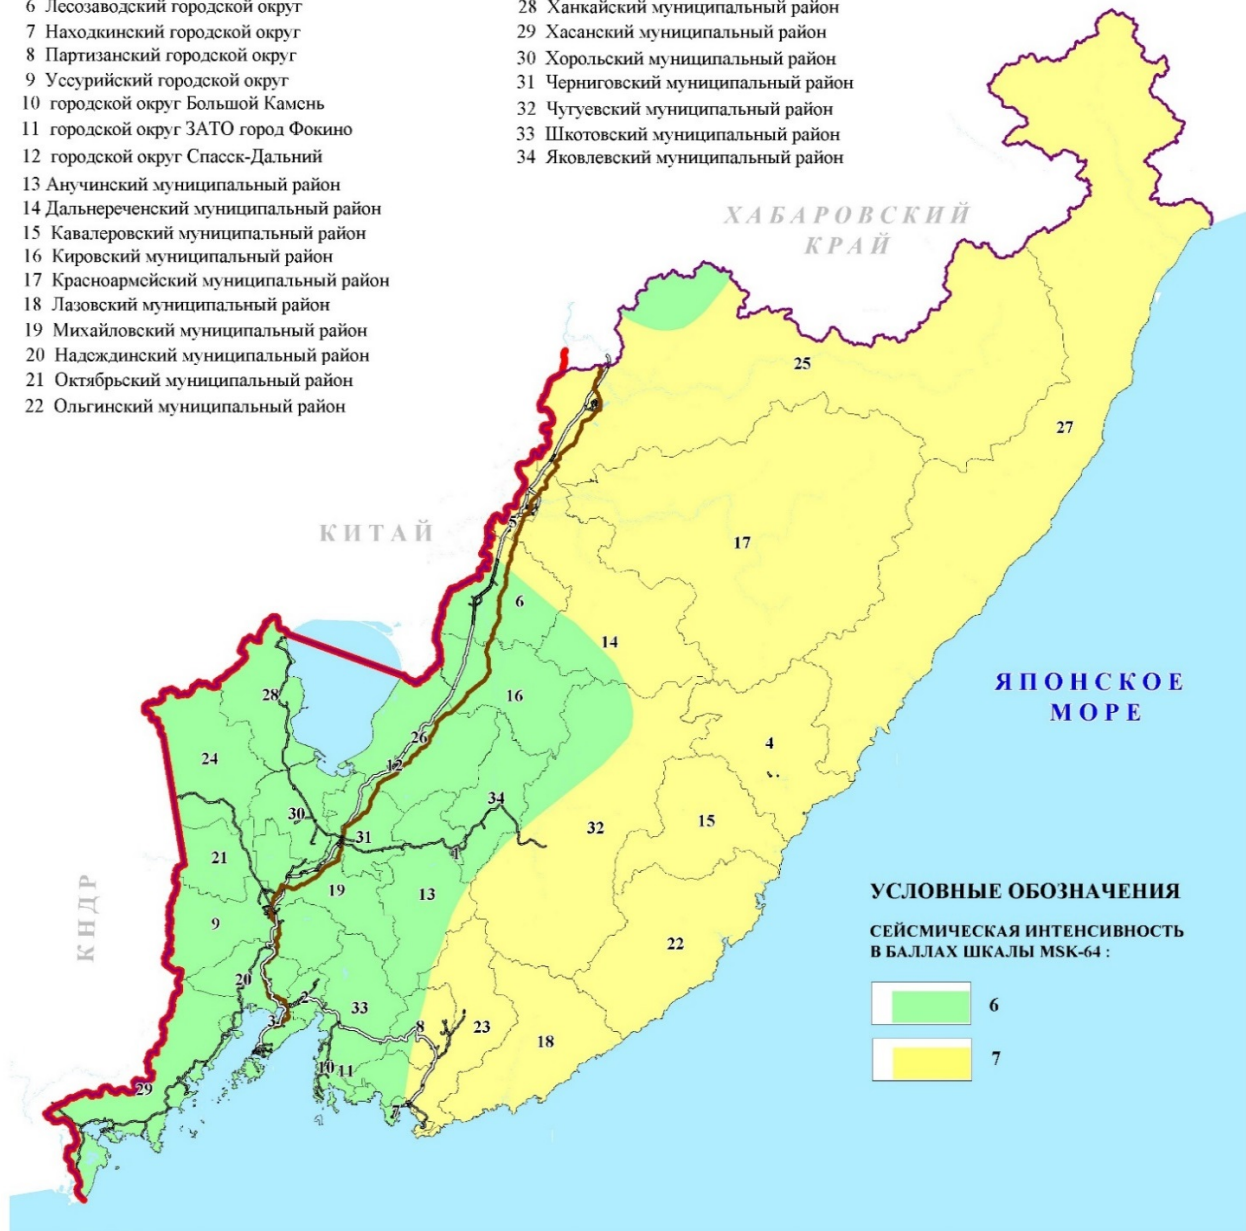 6 Лесозаводский городской округ
7 Находкинский городской округ
8 Партизанский городской округ
9 Уссурийский городской округ
10 городской округ Большой Камень
11 городской округ ЗАТО город Фокино
12 городской округ Спасск-Дальний
13 Анучинский муниципальный район
14 Дальнереченский муниципальный район
15 Кавалеровский муниципальный район
16 Кировский муниципальный район
17 Красноармейский муниципальный район
18 Лазовский муниципальный район
19 Михайловский муниципальный район
20 Надеждинский муниципальный район
21 Октябрьский муниципальный район
22 Ольгинский муниципальный район
28 Ханкайский муниципальный район
29 Хасанский муниципальный район
30 Хорольский муниципальный район
31 Черниговский муниципальный район
32 Чугуевский муниципальный район
33 Шкотовский муниципальный район
34 Яковлевский муниципальный район
ХАБАРОВСКИЙ
КРАЙ
25
27
КИТАЙ
5
17
6
14
28
16
ЯПОНСКОЕ
МОРЕ
26
4
24
12
34
30
32
15
31
1
21
19
13
КНДР
9
22
УСЛОВНЫЕ ОБОЗНАЧЕНИЯ
СЕЙСМИЧЕСКАЯ ИНТЕНСИВНОСТЬ
В БАЛЛАХ ШКАЛЫ MSK-64 :
6
7
20
2
33
3
8
23
18
10
11
29
7